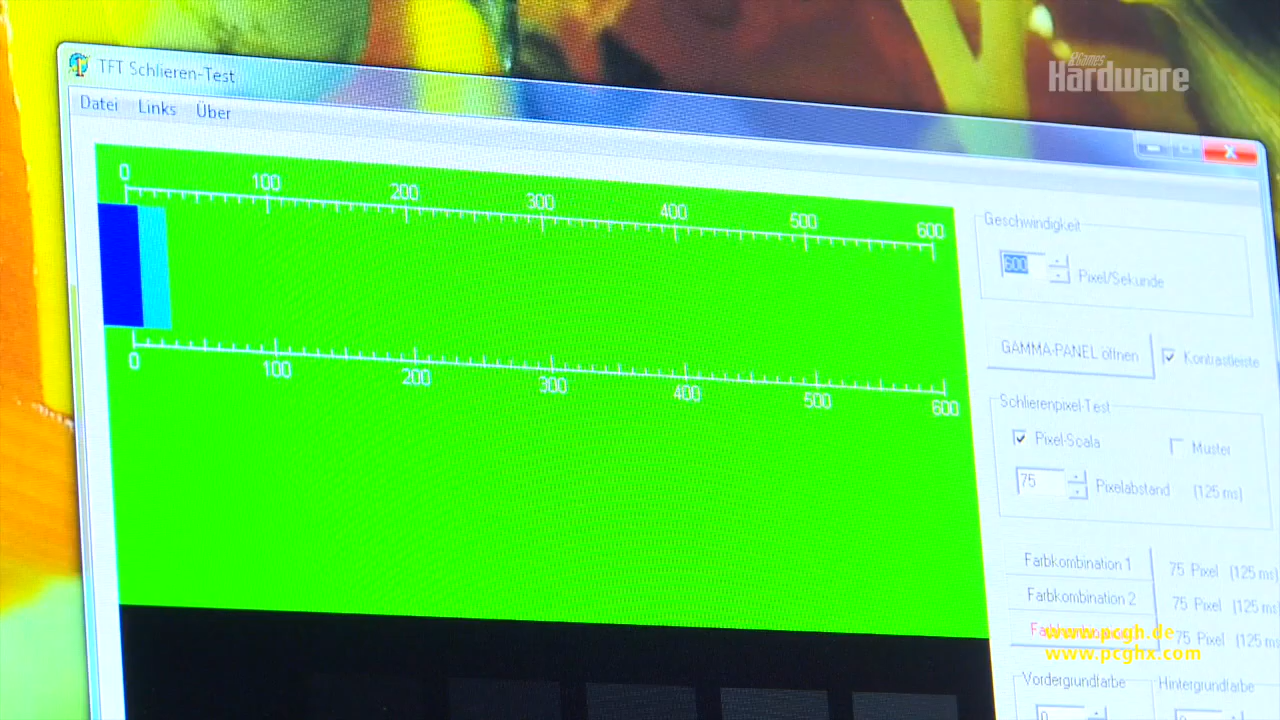 TFT Schlieren-Test
&Games
Hardware
Datei Links Über
0 100 200 300 400 500 600
0 100 200 300 400 500 600
Geschwindigkeit
600 Pixel/Sekunde
GAMMA-PANEL öffnen Kontrastleiste
Schlierenpixel-Test
Pixel-Scala Muster
75 Pixelabstand (125 ms)
Farbkombination 1 75 Pixel (125 ms
Farbkombination 2 75 Pixel (125 ms
75 Pixel (125 ms
www.pcgh.de
www.pcghx.com
Vordergrundfarbe Hintergrundfarbe